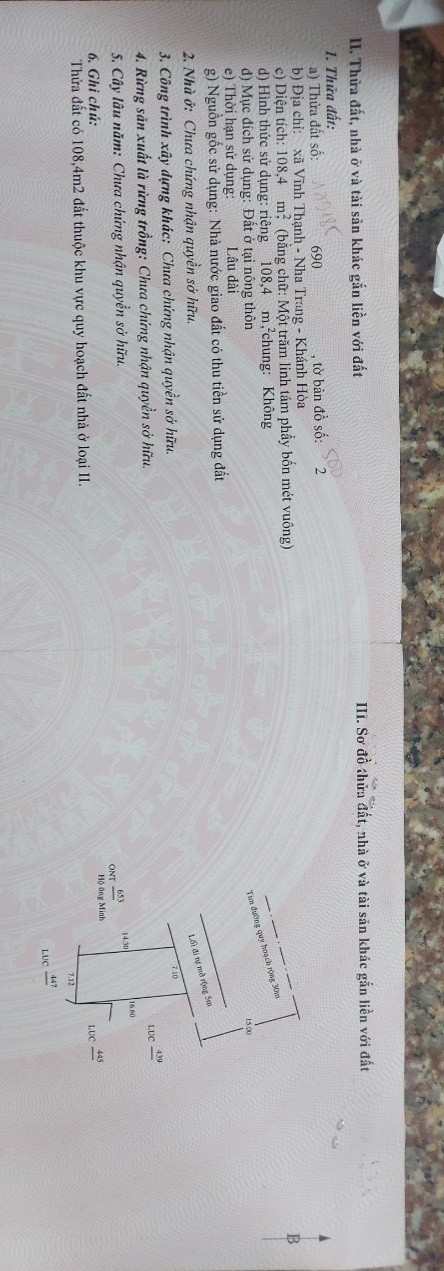 II. Thửa đất, nhà ở và tài sản khác gắn liền với đất
1. Thửa đất:
a) Thửa đất số: 690 , tờ bản đồ số: 2
b) Địa chỉ: xã Vĩnh Thạnh - Nha Trang - Khánh Hòa
c) Diện tích: 108,4 m², (bằng chữ: Một trăm linh tám phẩy bốn mét vuông)
d) Hình thức sử dụng: riêng 108,4 m²,chung: Không
đ) Mục đích sử dụng: Đất ở tại nông thôn
e) Thời hạn sử dụng: Lâu dài
g) Nguồn gốc sử dụng: Nhà nước giao đất có thu tiền sử dụng đất
2. Nhà ở: Chưa chứng nhận quyền sở hữu.
3. Công trình xây dựng khác: Chưa chứng nhận quyền sở hữu.
4. Rừng sản xuất là rừng trồng: Chưa chứng nhận quyền sở hữu.
5. Cây lâu năm: Chưa chứng nhận quyền sở hữu.
6. Ghi chú:
Thửa đất có 108,4m2 đất thuộc khu vực quy hoạch đất nhà ở loại II.
III. Sơ đồ thửa đất, nhà ở và tài sản khác gắn liền với đất
B
Tim đường quy hoạch rộng 30m
15.00
Lối đi tự mở rộng 5m
7.10
LUC 439
14.30
16.60
ONT 653
Hộ ông Minh
LUC 445
7.12
LUC 447